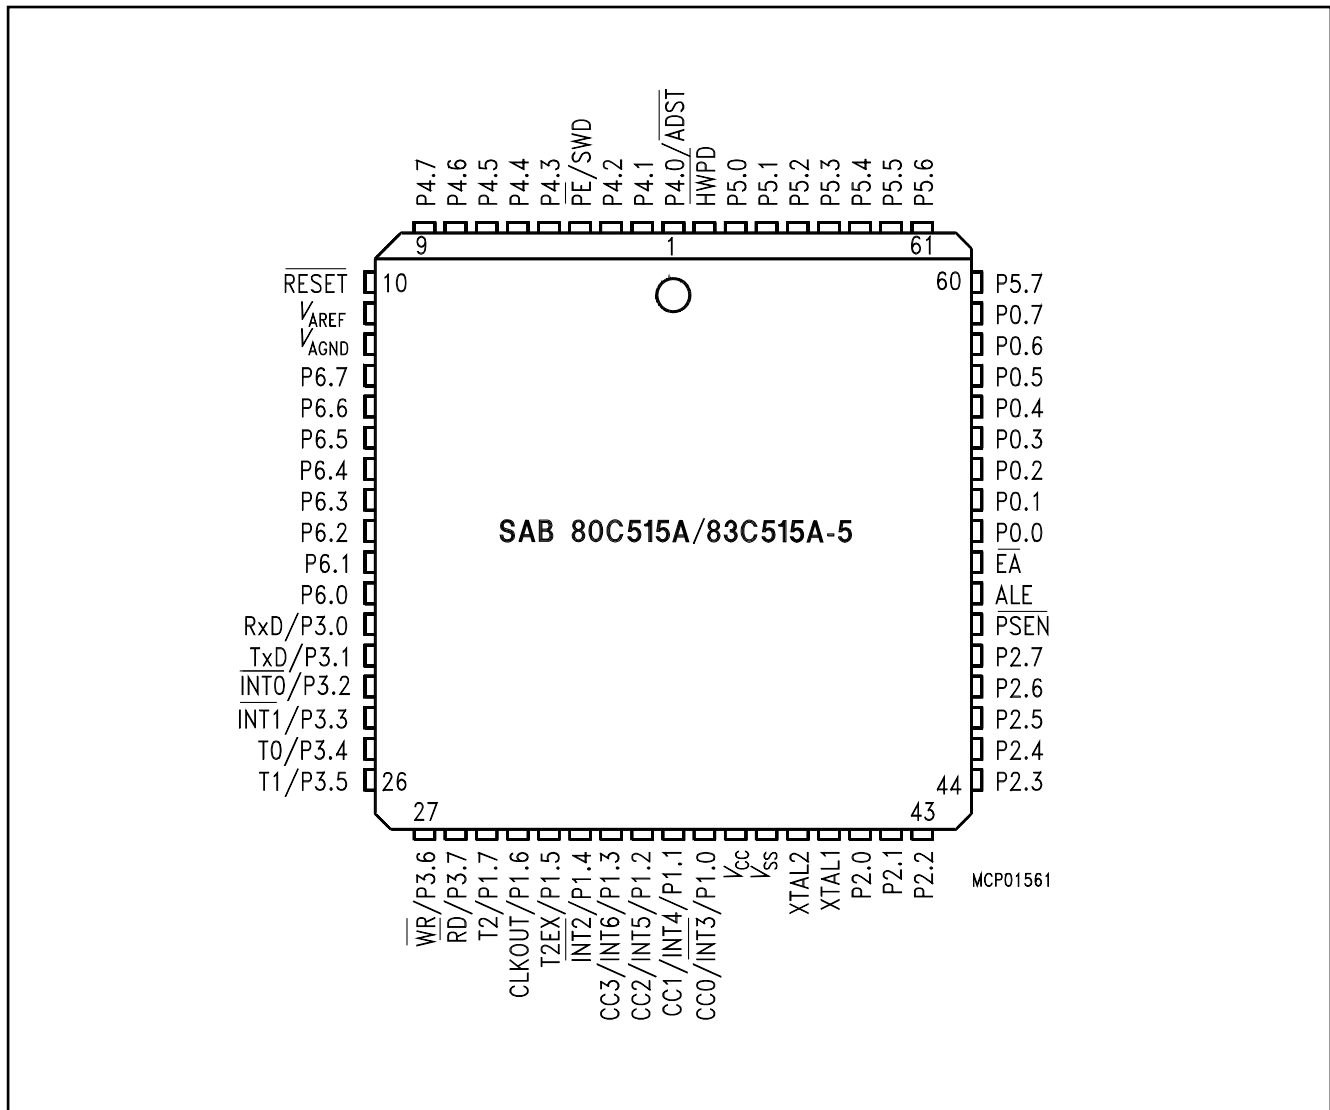 P4.7
P4.6
P4.5
P4.4
P4.3
PE/SWD
P4.2
P4.1
P4.0/ADST
HWPD
P5.0
P5.1
P5.2
P5.3
P5.4
P5.5
P5.6
9
1
61
RESET
10
60
P5.7
VAREF
P0.7
VAGND
P0.6
P6.7
P0.5
P6.6
P0.4
P6.5
P0.3
P6.4
P0.2
P6.3
P0.1
P6.2
SAB 80C515A/83C515A-5
P0.0
P6.1
EA
P6.0
ALE
RxD/P3.0
PSEN
TxD/P3.1
P2.7
INT0/P3.2
P2.6
INT1/P3.3
P2.5
T0/P3.4
P2.4
T1/P3.5
26
44
P2.3
27
43
WR/P3.6
RD/P3.7
T2/P1.7
CLKOUT/P1.6
T2EX/P1.5
INT2/P1.4
CC3/INT6/P1.3
CC2/INT5/P1.2
CC1/INT4/P1.1
CC0/INT3/P1.0
VCC
VSS
XTAL2
XTAL1
P2.0
P2.1
P2.2
MCP01561